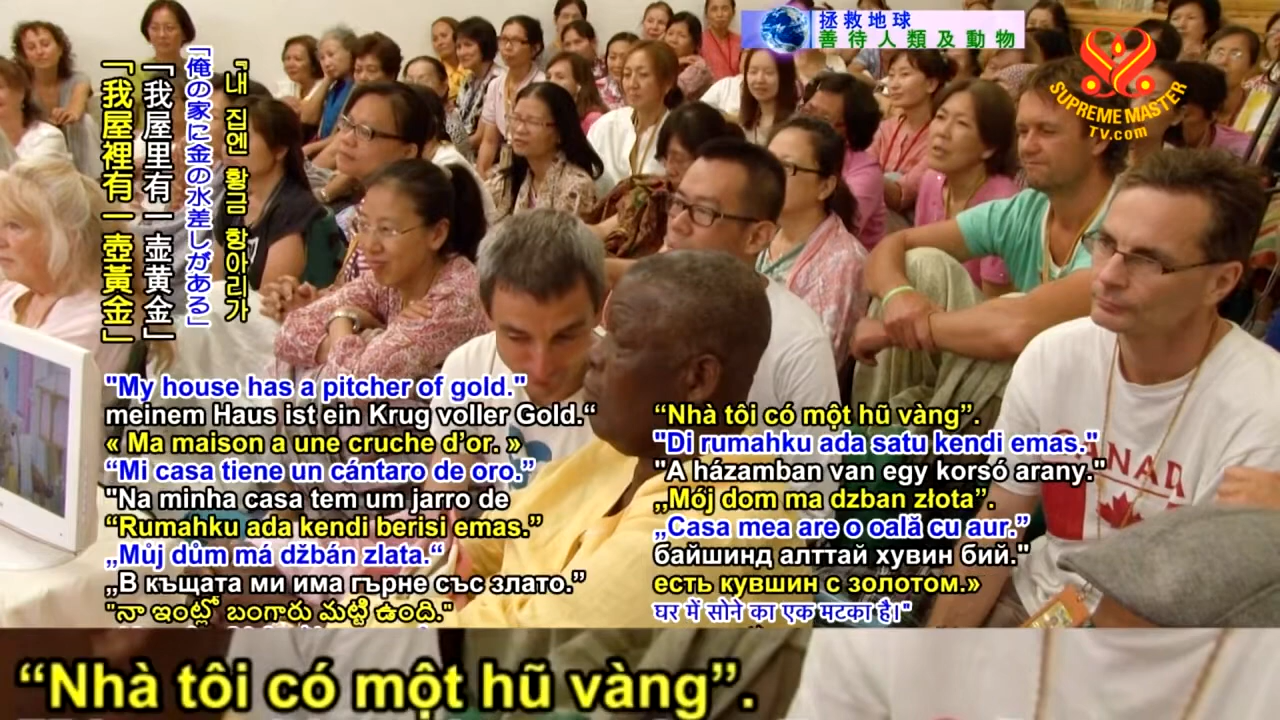 拯救地球
善待人類及動物
SUPREME MASTER
TV.com
「我屋裡有一壺黃金」
「我屋里有一壶黄金」
「俺の家に金の水差しがある」
『내 집엔 황금 항아리가
"My house has a pitcher of gold."
meinem Haus ist ein Krug voller Gold.“
« Ma maison a une cruche d’or. »
“Mi casa tiene un cántaro de oro.”
"Na minha casa tem um jarro de
“Rumahku ada kendi berisi emas.”
„Můj dům má džbán zlata.“
„В къщата ми има гърне със злато.”
"నా ఇంట్లో బంగారు మట్టి ఉంది."
“Nhà tôi có một hũ vàng”.
"Di rumahku ada satu kendi emas."
"A házamban van egy korsó arany."
„Mój dom ma dzban złota”.
„Casa mea are o oală cu aur.”
байшинд алттай хувин бий."
есть кувшин с золотом.»
घर में सोने का एक मटका है।"
CANAD
“Nhà tôi có một hũ vàng”.